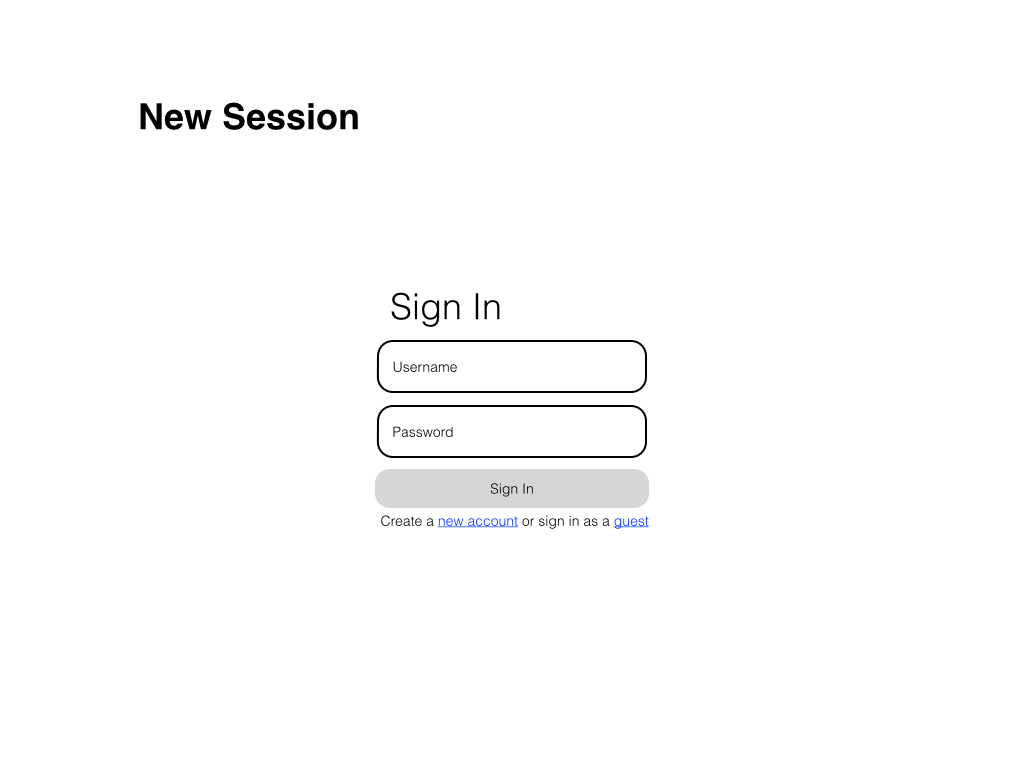 New Session
Sign In
Username
Password
Sign In
Create a new account or sign in as a guest